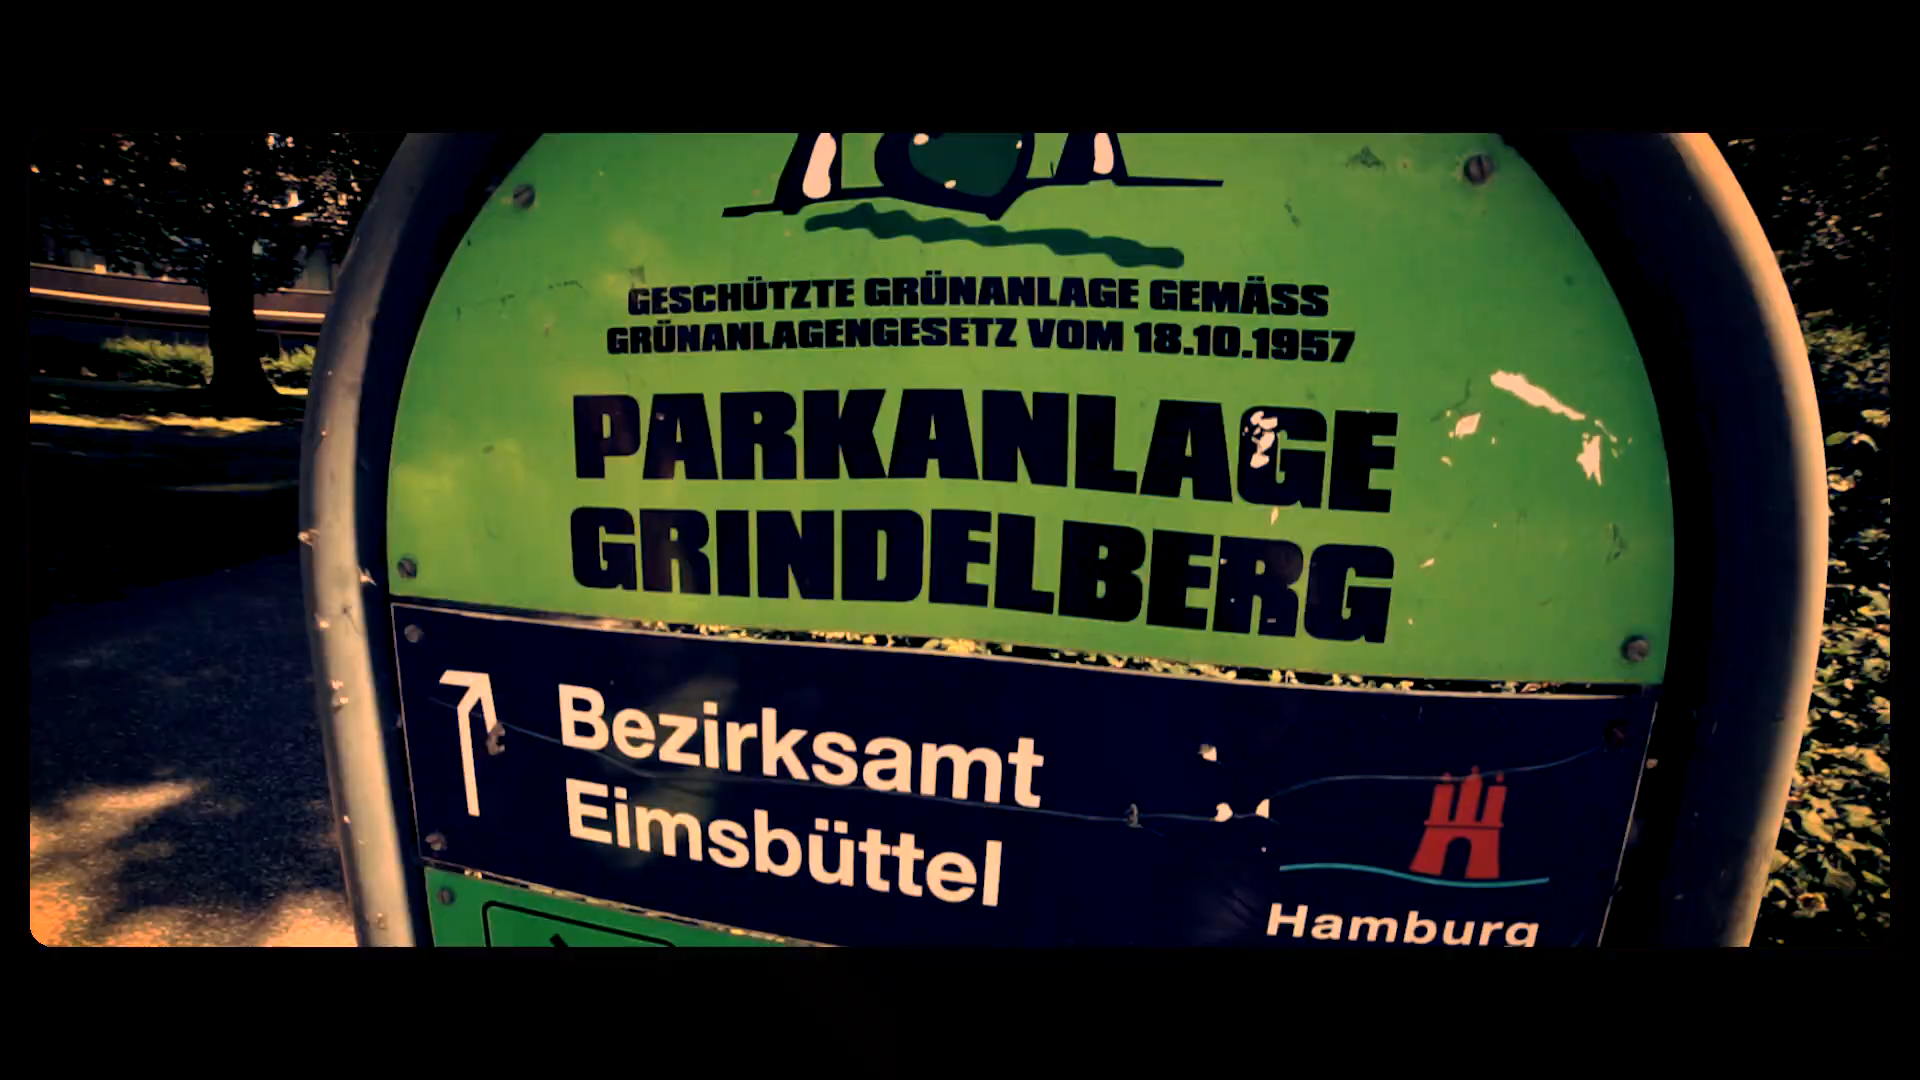 GESCHÜTZTE GRÜNANLAGE GEMÄSS
GRÜNANLAGENGESETZ VOM 18.10.1957
PARKANLAGE
GRINDELBERG
Bezirksamt
Eimsbüttel
Hamburg